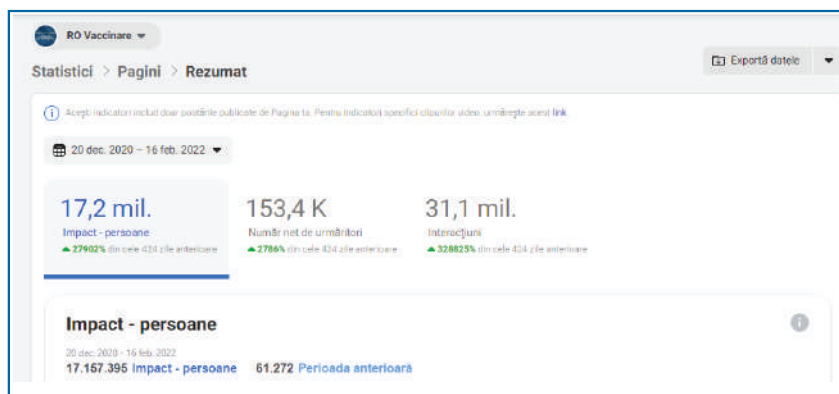 RO Vaccinare
Exportă datele
Statistici > Pagini > Rezumat
Acești indicatori includ doar postările publicate de Pagina ta. Pentru indicatori specifici clipurilor video, urmărește acest link.
20 dec. 2020 – 16 feb. 2022
17,2 mil. 153,4 K 31,1 mil.
Impact - persoane Număr net de urmăritori Interacțiuni
27902% din cele 424 zile anterioare 2786% din cele 424 zile anterioare 328825% din cele 424 zile anterioare
Impact - persoane
20 dec. 2020 - 16 feb. 2022
17.157.395 Impact - persoane 61.272 Perioada anterioară